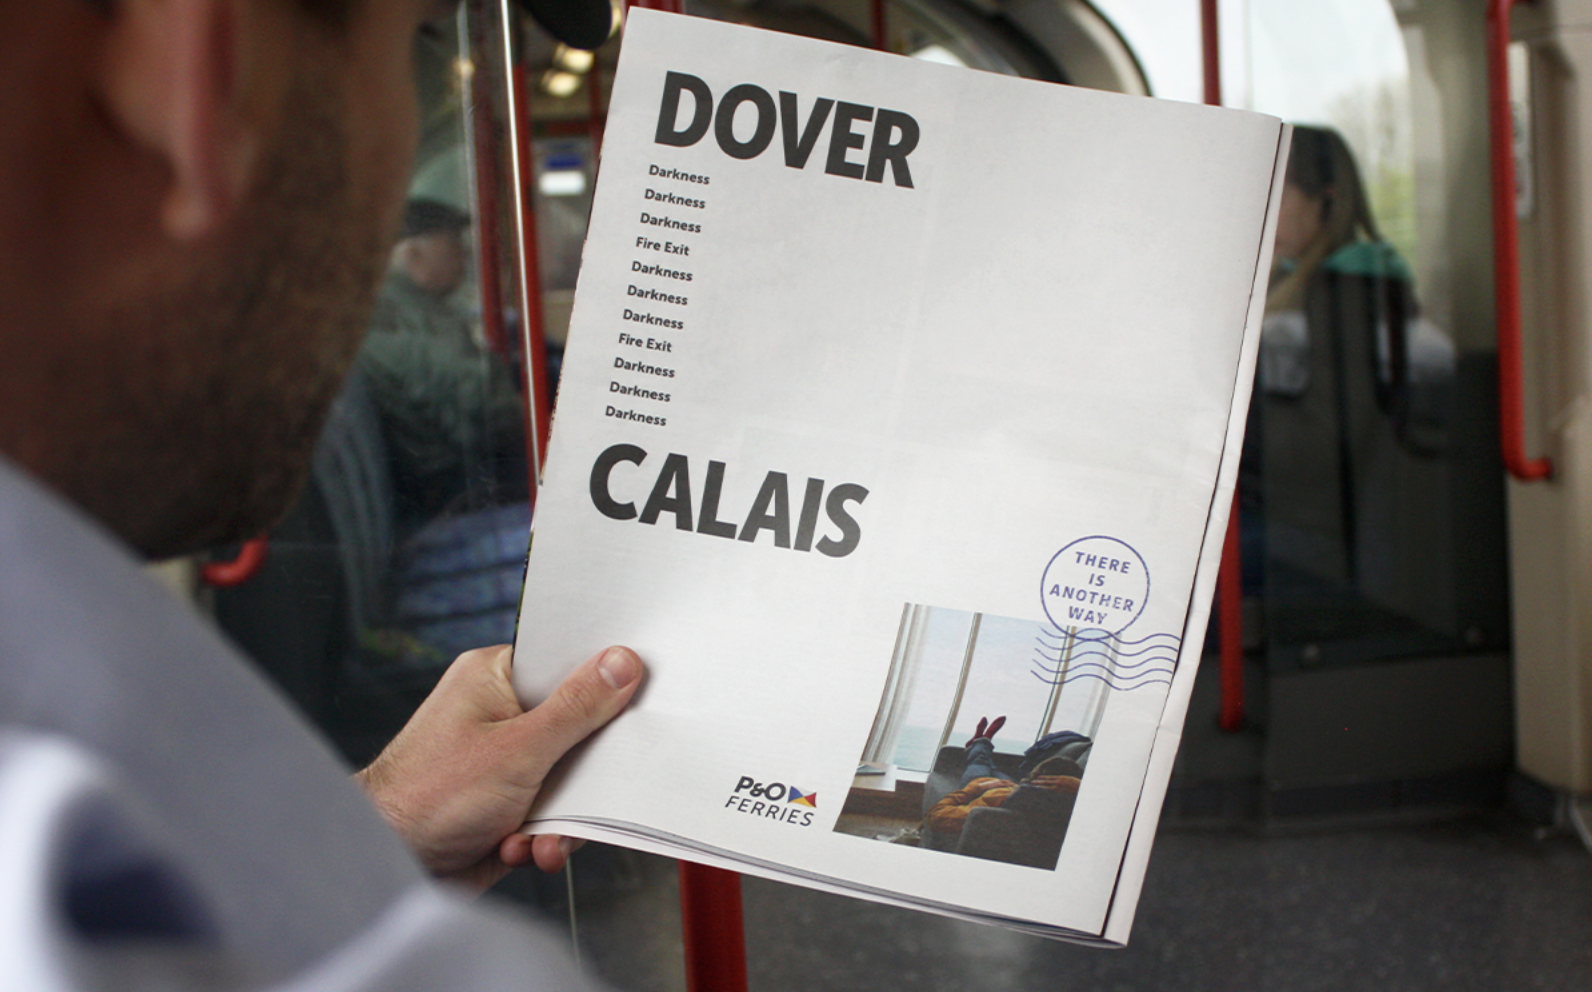 DOVER
Darkness
Darkness
Darkness
Fire Exit
Darkness
Darkness
Darkness
Fire Exit
Darkness
Darkness
Darkness
CALAIS
THERE
IS
ANOTHER
WAY
P&O
FERRIES